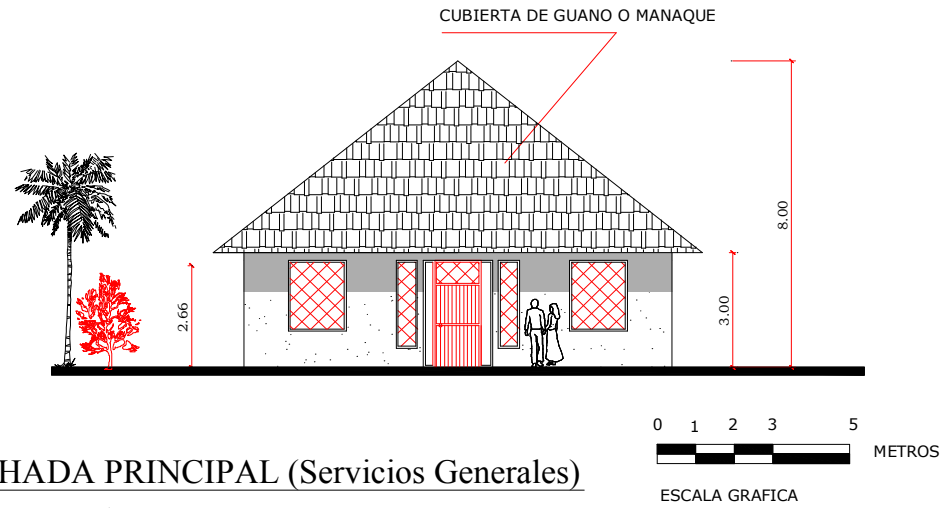 CUBIERTA DE GUANO O MANAQUE
8.00
2.66
3.00
0 1 2 3 5
METROS
HADA PRINCIPAL (Servicios Generales)
ESCALA GRAFICA